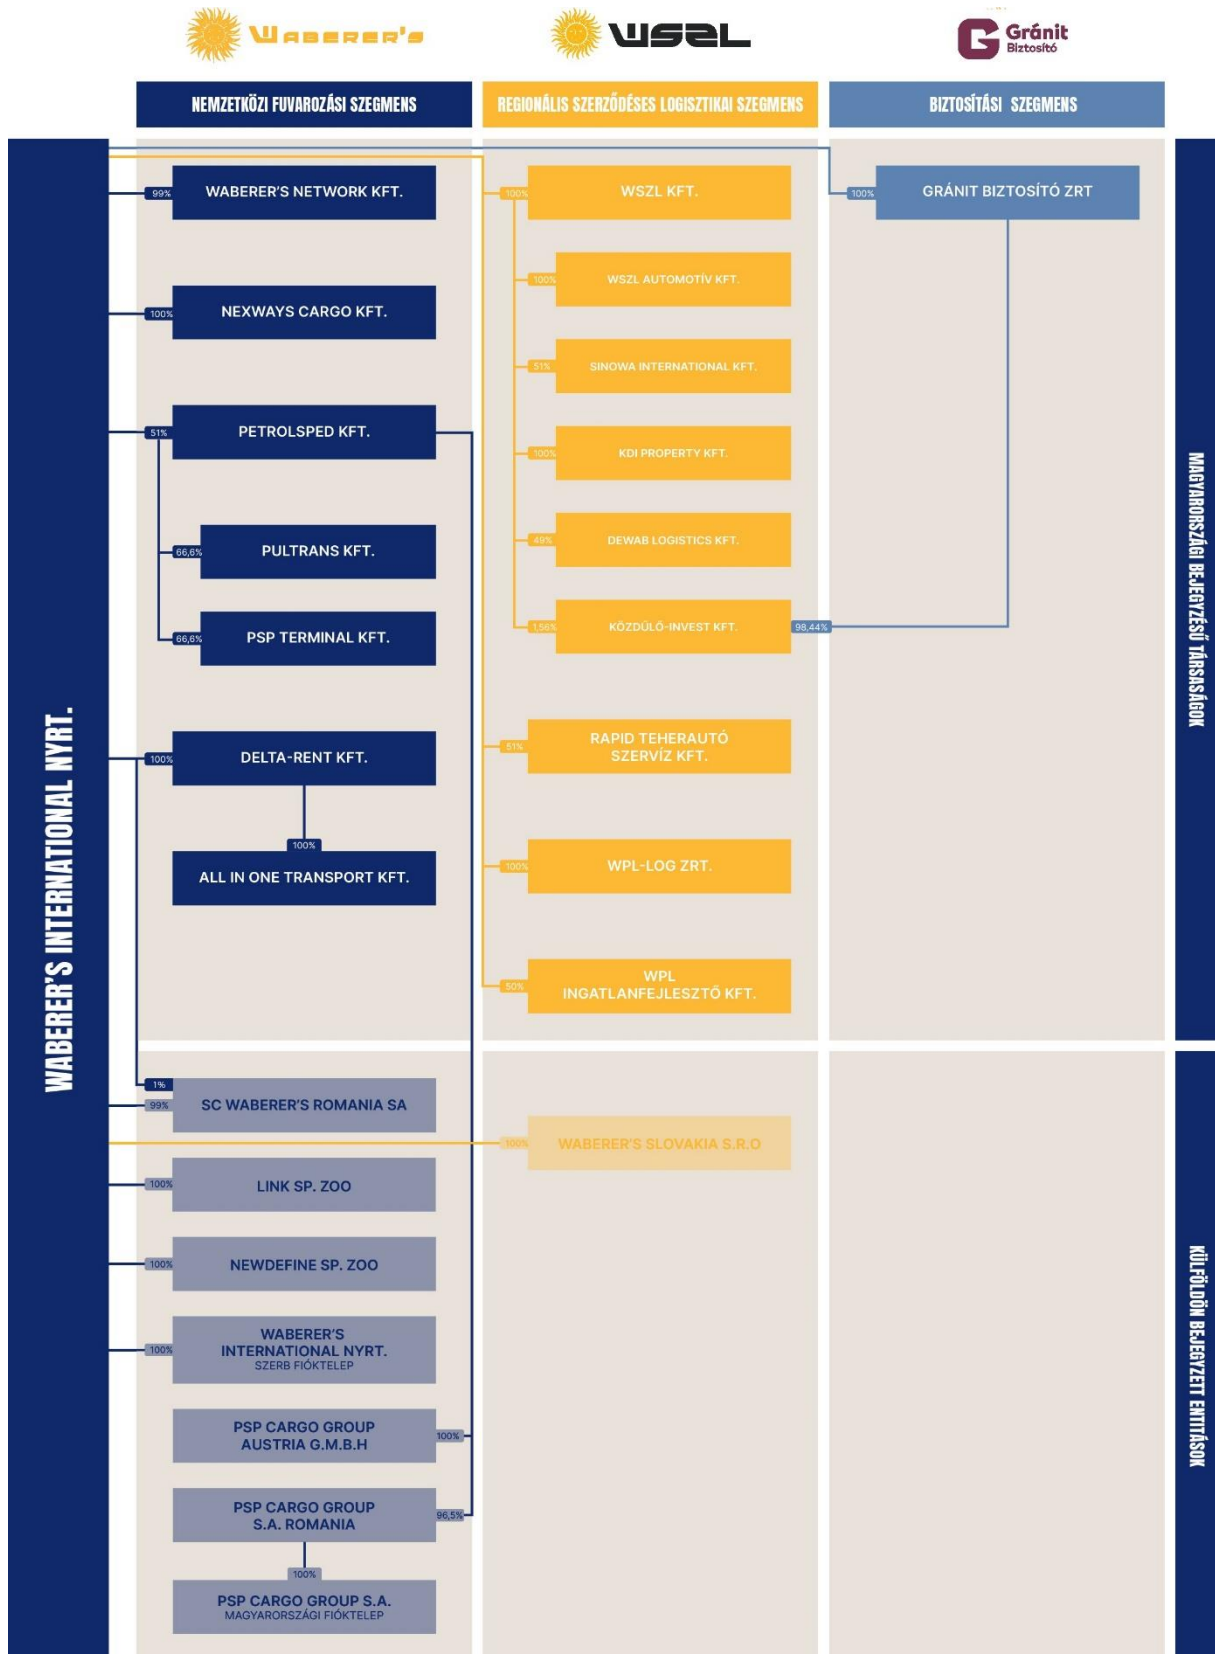 WABERER'S
WSZL
Gránit
Biztosító
NEMZETKÖZI FUVAROZÁSI SZEGMENS
REGIONÁLIS SZERZŐDÉSES LOGISZTIKAI SZEGMENS
BIZTOSÍTÁSI SZEGMENS
WABERER'S INTERNATIONAL NYRT.
99%
WABERER'S NETWORK KFT.
100%
NEXWAYS CARGO KFT.
51%
PETROLSPED KFT.
66,6%
PULTRANS KFT.
66,6%
PSP TERMINAL KFT.
100%
DELTA-RENT KFT.
100%
ALL IN ONE TRANSPORT KFT.
100%
WSZL KFT.
100%
WSZL AUTOMOTÍV KFT.
51%
SINOWA INTERNATIONAL KFT.
100%
KDI PROPERTY KFT.
49%
DEWAB LOGISTICS KFT.
1,56%
KÖZDÚLŐ-INVEST KFT.
98,44%
51%
RAPID TEHERAUTÓ
SZERVÍZ KFT.
100%
WPL-LOG ZRT.
50%
WPL
INGATLANFEJLESZTŐ KFT.
100%
GRÁNIT BIZTOSÍTÓ ZRT
MAGYARORSZÁGI BEJEGYZÉSŰ TÁRSASÁGOK
1%
99%
SC WABERER'S ROMANIA SA
100%
LINK SP. ZOO
100%
NEWDEFINE SP. ZOO
100%
WABERER'S
INTERNATIONAL NYRT.
SZERB FIÓKTELEP
PSP CARGO GROUP
AUSTRIA G.M.B.H
100%
PSP CARGO GROUP
S.A. ROMANIA
96,5%
100%
PSP CARGO GROUP S.A.
MAGYARORSZÁGI FIÓKTELEP
100%
WABERER'S SLOVAKIA S.R.O
KÜLFÖLDÖN BEJEGYZETT ENTITÁSOK